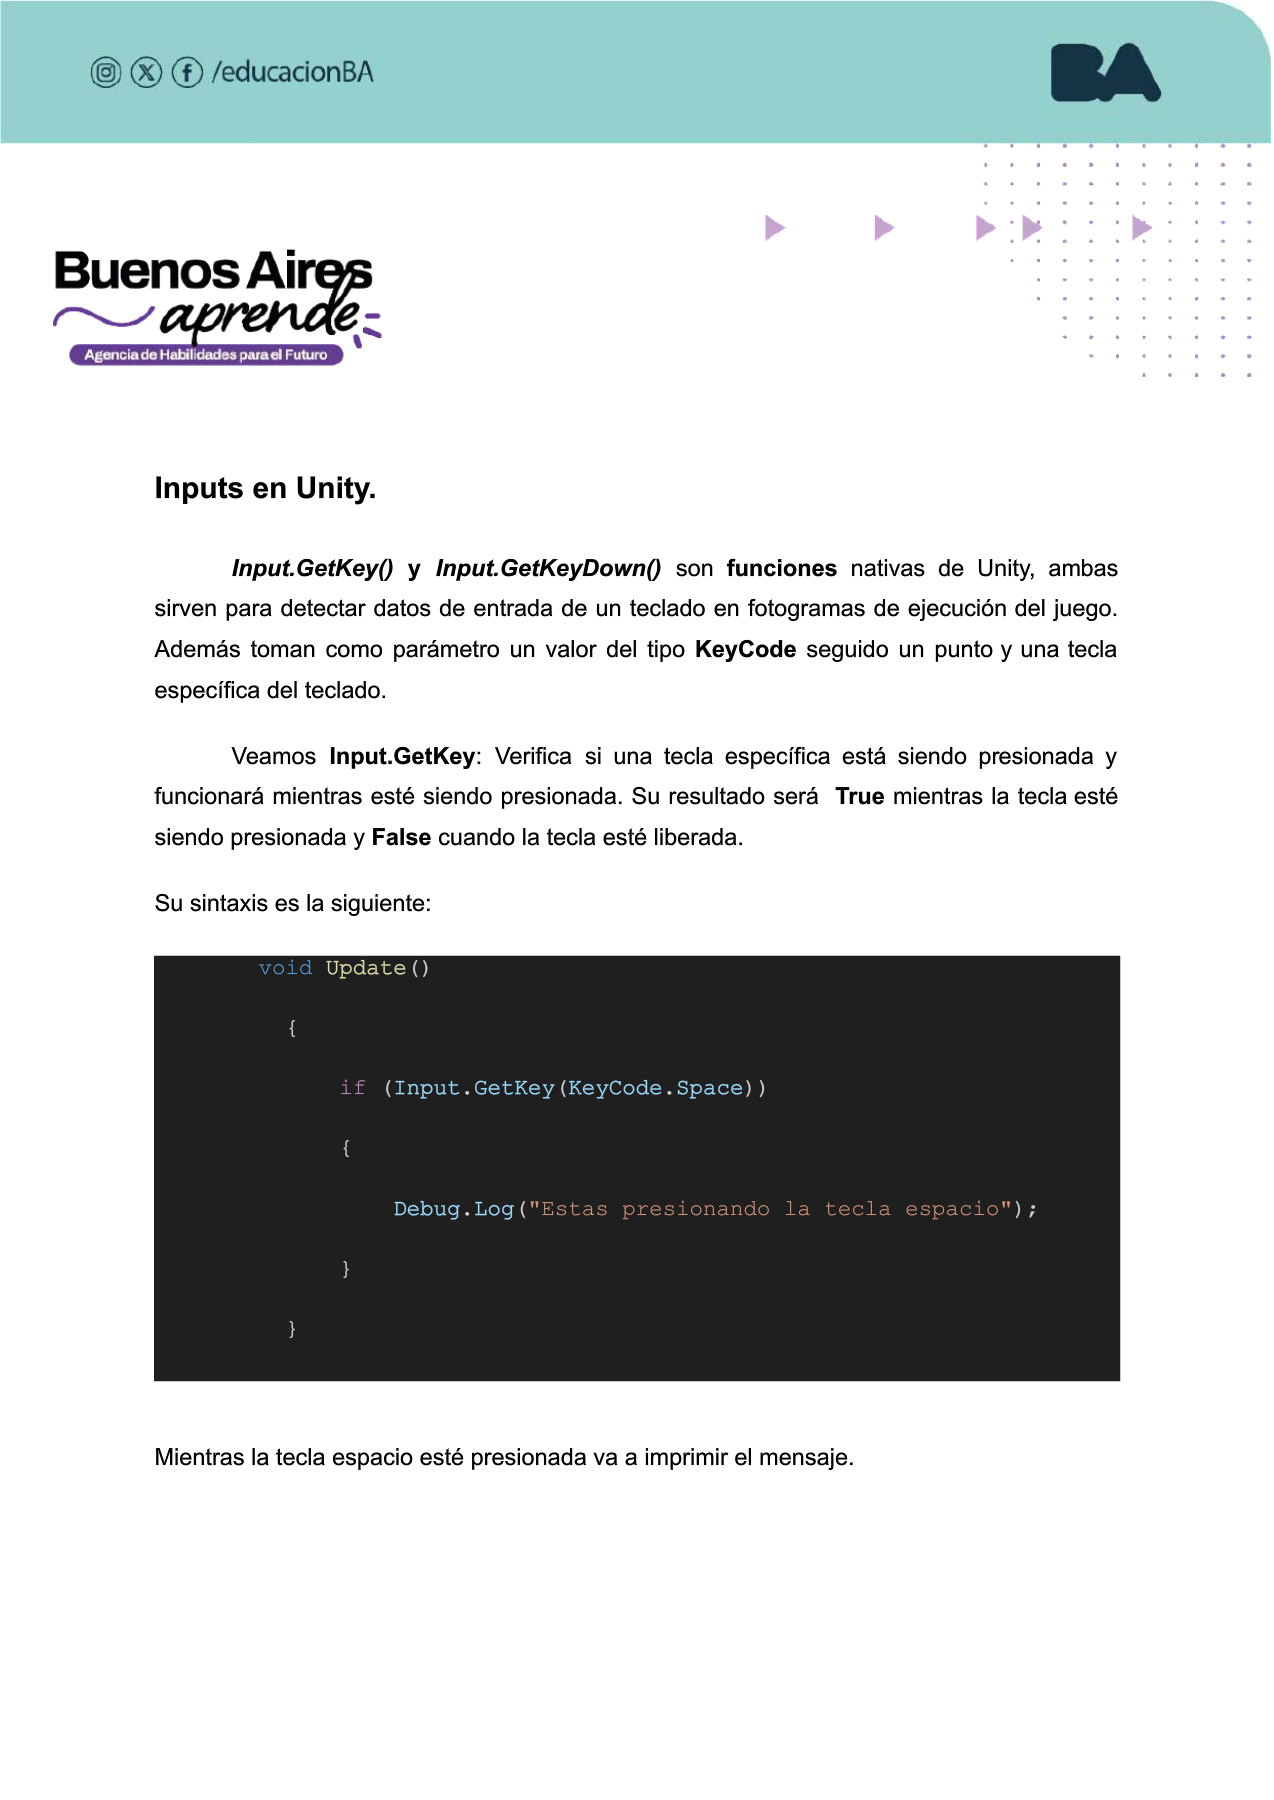 /educacionBA
BA
Buenos Aires
aprende
Agencia de Habilidades para el Futuro
Inputs en Unity.
Input.GetKey() y Input.GetKeyDown() son funciones nativas de Unity, ambas
sirven para detectar datos de entrada de un teclado en fotogramas de ejecución del juego.
Además toman como parámetro un valor del tipo KeyCode seguido un punto y una tecla
específica del teclado.
Veamos Input.GetKey: Verifica si una tecla específica está siendo presionada y
funcionará mientras esté siendo presionada. Su resultado será True mientras la tecla esté
siendo presionada y False cuando la tecla esté liberada.
Su sintaxis es la siguiente:
void Update()
{
if (Input.GetKey(KeyCode.Space))
{
Debug.Log("Estas presionando la tecla espacio");
}
}
Mientras la tecla espacio esté presionada va a imprimir el mensaje.